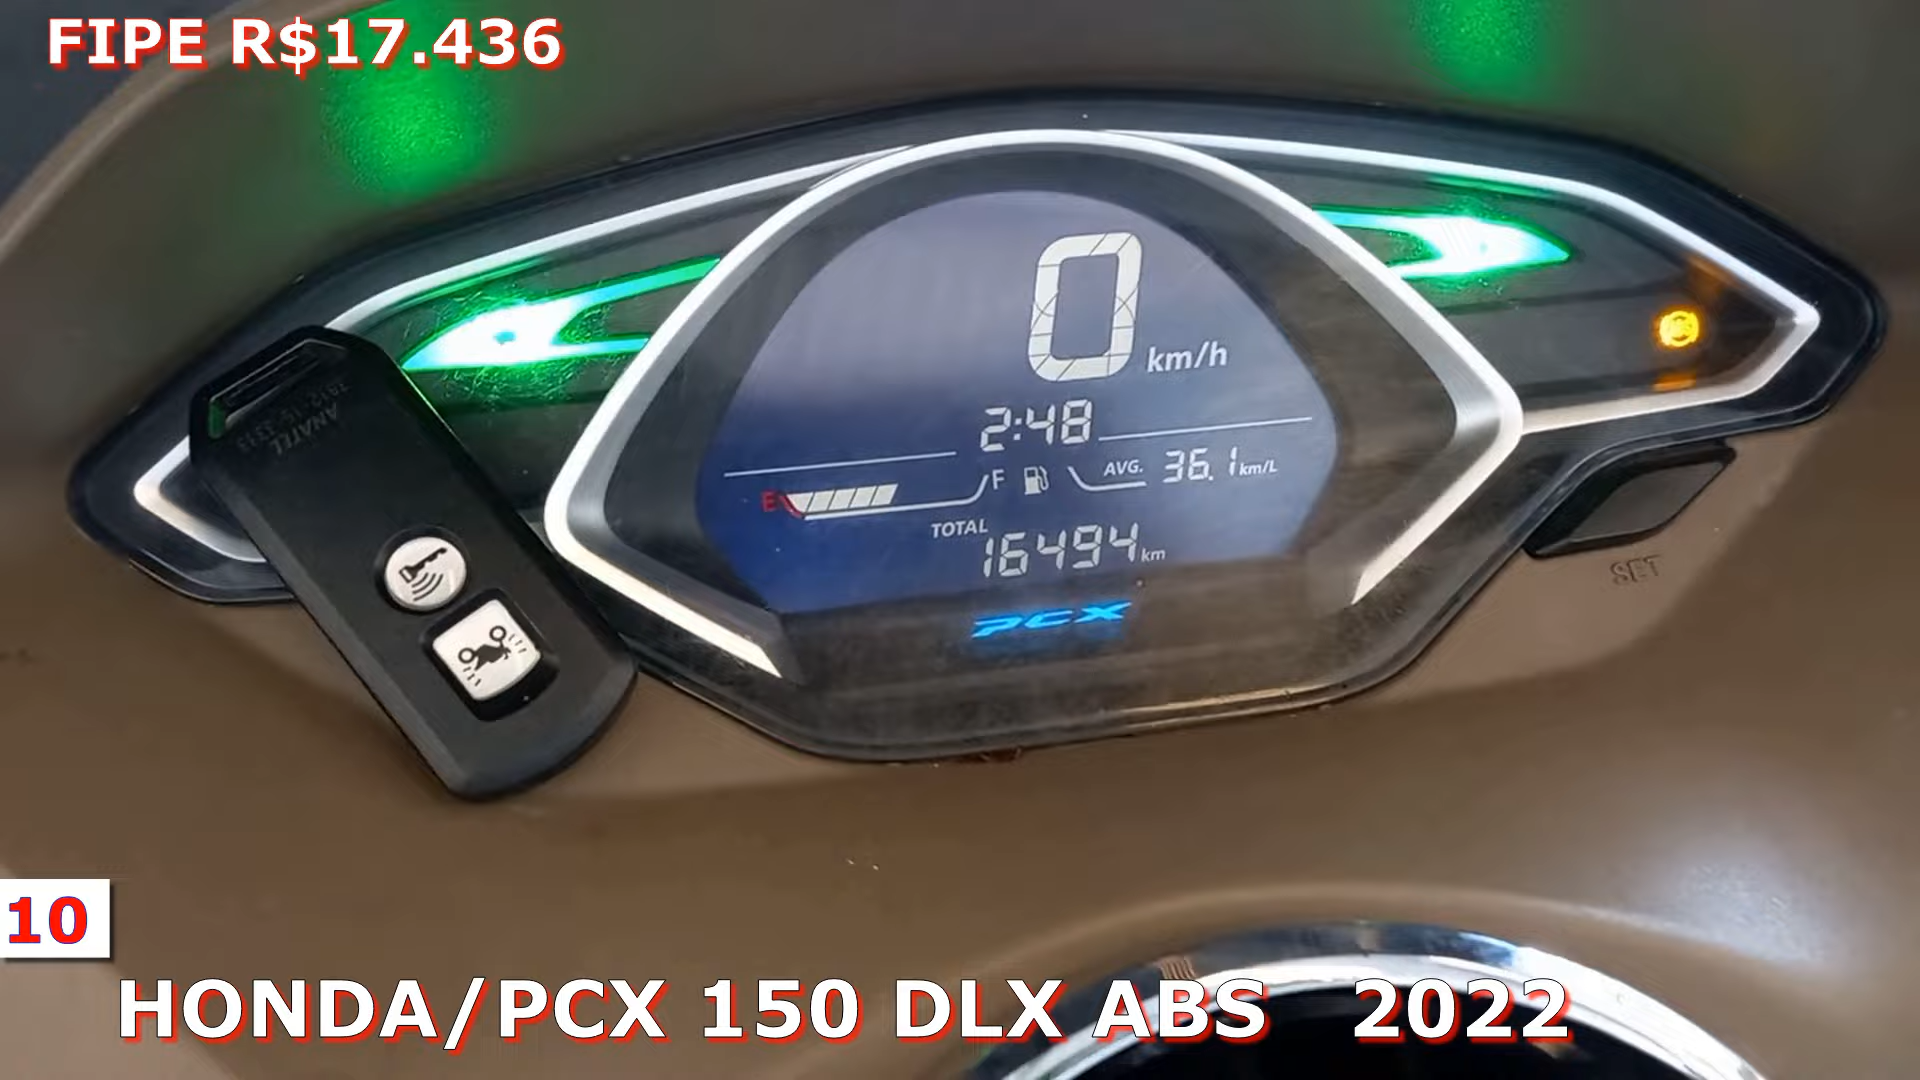 FIPE R$17.436
0 km/h
2:48
E F AVG. 36.1 km/L
TOTAL
16494 km
PCX
SET
ANATEL
10
HONDA/PCX 150 DLX ABS 2022